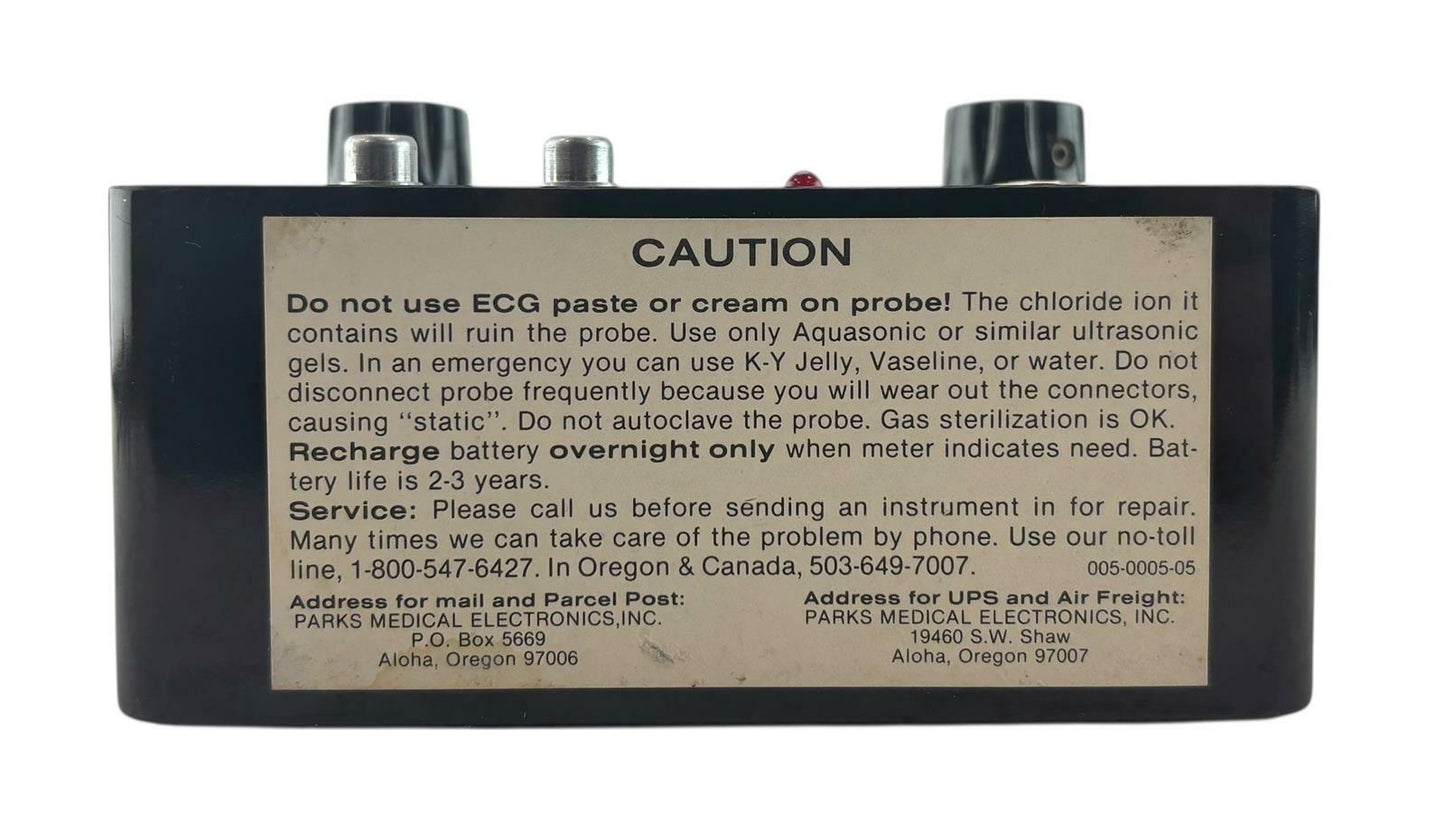 CAUTION
Do not use ECG paste or cream on probe! The chloride ion it
contains will ruin the probe. Use only Aquasonic or similar ultrasonic
gels. In an emergency you can use K-Y Jelly, Vaseline, or water. Do not
disconnect probe frequently because you will wear out the connectors,
causing ‘‘static’’. Do not autoclave the probe. Gas sterilization is OK.
Recharge battery overnight only when meter indicates need. Bat-
tery life is 2-3 years.
Service: Please call us before sending an instrument in for repair.
Many times we can take care of the problem by phone. Use our no-toll
line, 1-800-547-6427. In Oregon & Canada, 503-649-7007.
005-0005-05
Address for mail and Parcel Post:
PARKS MEDICAL ELECTRONICS,INC.
P.O. Box 5669
Aloha, Oregon 97006
Address for UPS and Air Freight:
PARKS MEDICAL ELECTRONICS, INC.
19460 S.W. Shaw
Aloha, Oregon 97007